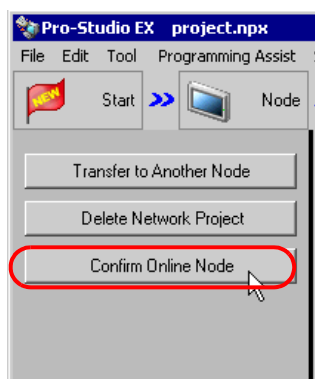 Pro-Studio EX project.npx
File Edit Tool Programming Assist
NEW Start >> Node
Transfer to Another Node
Delete Network Project
Confirm Online Node